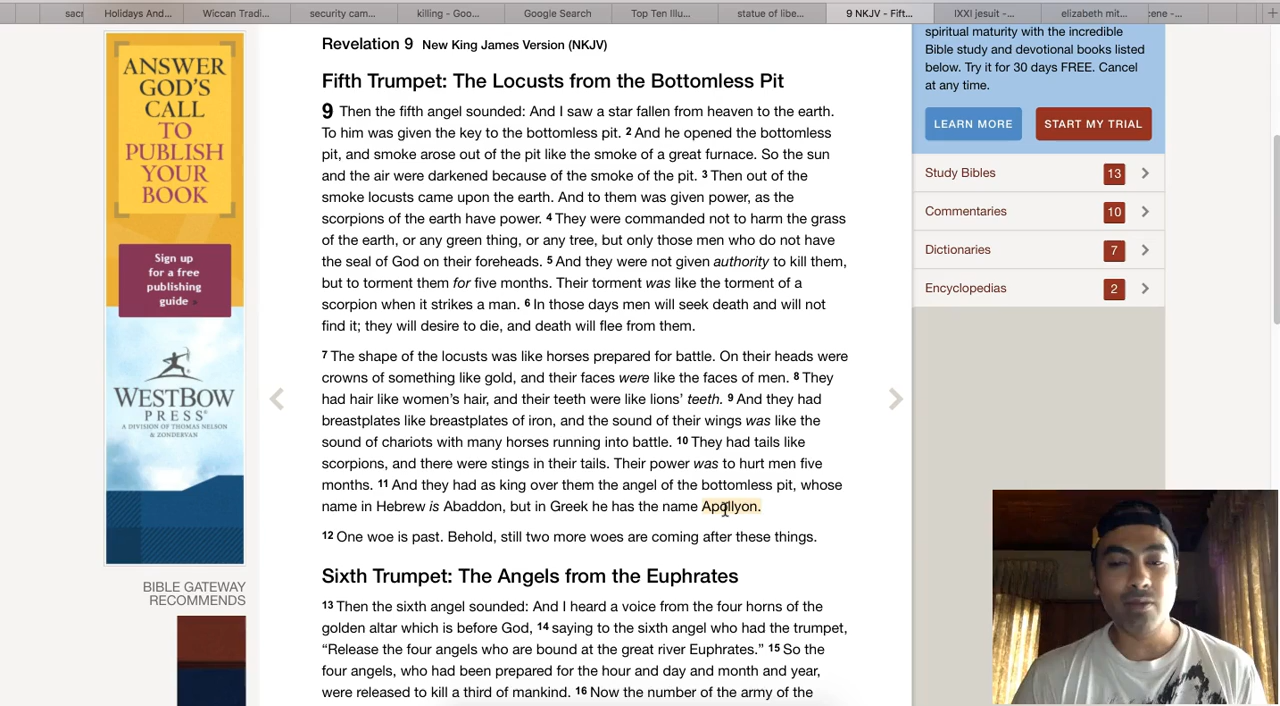 sacr
Holidays And...
Wiccan Tradi...
security cam...
killing - Goo...
Google Search
Top Ten Illu...
statue of libe...
9 NKJV - Fift...
IXXI jesuit -...
elizabeth mit...
cene -...
ANSWER
GOD'S
CALL
TO
PUBLISH
YOUR
BOOK
Sign up
for a free
publishing
guide »
WESTBOW
PRESS®
A DIVISION OF THOMAS NELSON
& ZONDERVAN
BIBLE GATEWAY
RECOMMENDS
Revelation 9 New King James Version (NKJV)
Fifth Trumpet: The Locusts from the Bottomless Pit
9 Then the fifth angel sounded: And I saw a star fallen from heaven to the earth.
To him was given the key to the bottomless pit. 2 And he opened the bottomless
pit, and smoke arose out of the pit like the smoke of a great furnace. So the sun
and the air were darkened because of the smoke of the pit. 3 Then out of the
smoke locusts came upon the earth. And to them was given power, as the
scorpions of the earth have power. 4 They were commanded not to harm the grass
of the earth, or any green thing, or any tree, but only those men who do not have
the seal of God on their foreheads. 5 And they were not given authority to kill them,
but to torment them for five months. Their torment was like the torment of a
scorpion when it strikes a man. 6 In those days men will seek death and will not
find it; they will desire to die, and death will flee from them.
7 The shape of the locusts was like horses prepared for battle. On their heads were
crowns of something like gold, and their faces were like the faces of men. 8 They
had hair like women's hair, and their teeth were like lions' teeth. 9 And they had
breastplates like breastplates of iron, and the sound of their wings was like the
sound of chariots with many horses running into battle. 10 They had tails like
scorpions, and there were stings in their tails. Their power was to hurt men five
months. 11 And they had as king over them the angel of the bottomless pit, whose
name in Hebrew is Abaddon, but in Greek he has the name Apollyon.
12 One woe is past. Behold, still two more woes are coming after these things.
Sixth Trumpet: The Angels from the Euphrates
13 Then the sixth angel sounded: And I heard a voice from the four horns of the
golden altar which is before God, 14 saying to the sixth angel who had the trumpet,
“Release the four angels who are bound at the great river Euphrates.” 15 So the
four angels, who had been prepared for the hour and day and month and year,
were released to kill a third of mankind. 16 Now the number of the army of the
spiritual maturity with the incredible
Bible study and devotional books listed
below. Try it for 30 days FREE. Cancel
at any time.
LEARN MORE
START MY TRIAL
Study Bibles 13
Commentaries 10
Dictionaries 7
Encyclopedias 2